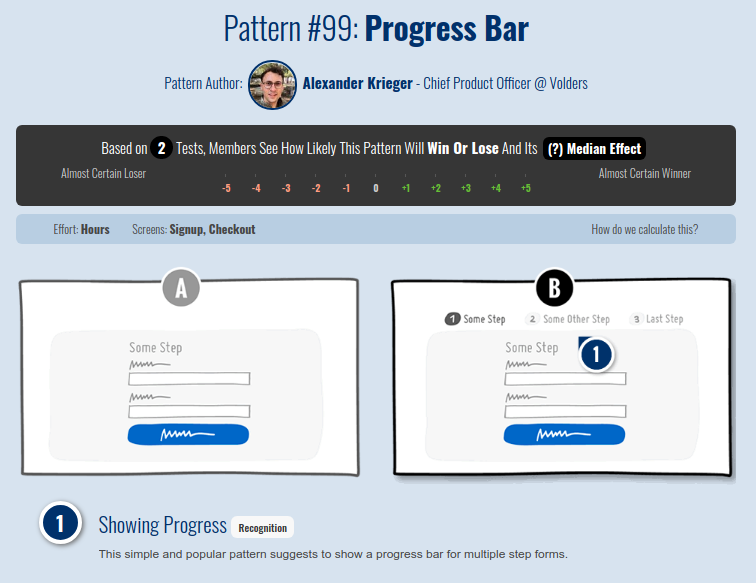 Pattern #99: Progress Bar
Pattern Author: Alexander Krieger - Chief Product Officer @ Volders
Based on 2 Tests, Members See How Likely This Pattern Will Win Or Lose And Its (?) Median Effect
Almost Certain Loser
-5 -4 -3 -2 -1 0 +1 +2 +3 +4 +5
Almost Certain Winner
Effort: Hours Screens: Signup, Checkout How do we calculate this?
A
Some Step
B
1 Some Step 2 Some Other Step 3 Last Step
Some Step
1
1 Showing Progress Recognition
This simple and popular pattern suggests to show a progress bar for multiple step forms.